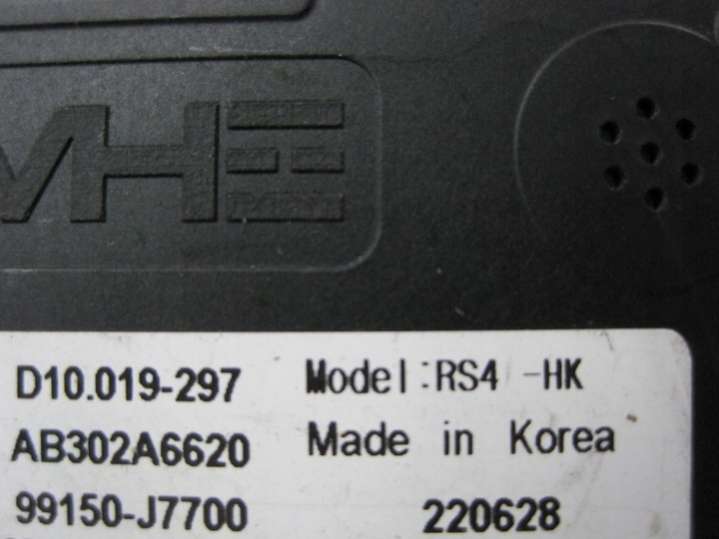 D10.019-297 Model:RS4 -HK
AB302A6620 Made in Korea
99150-J7700 220628